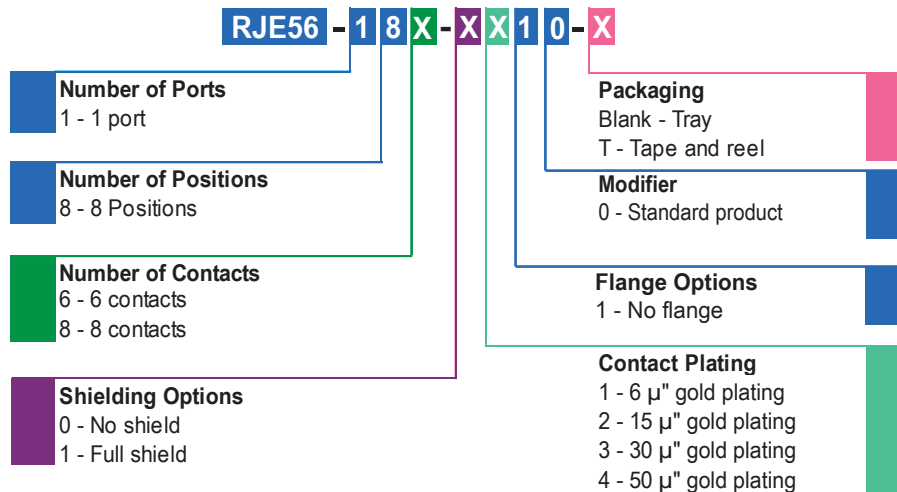 RJE56 - 1 8 X - X X 1 0 - X
Number of Ports
1 - 1 port
Number of Positions
8 - 8 Positions
Number of Contacts
6 - 6 contacts
8 - 8 contacts
Shielding Options
0 - No shield
1 - Full shield
Packaging
Blank - Tray
T - Tape and reel
Modifier
0 - Standard product
Flange Options
1 - No flange
Contact Plating
1 - 6 µ" gold plating
2 - 15 µ" gold plating
3 - 30 µ" gold plating
4 - 50 µ" gold plating